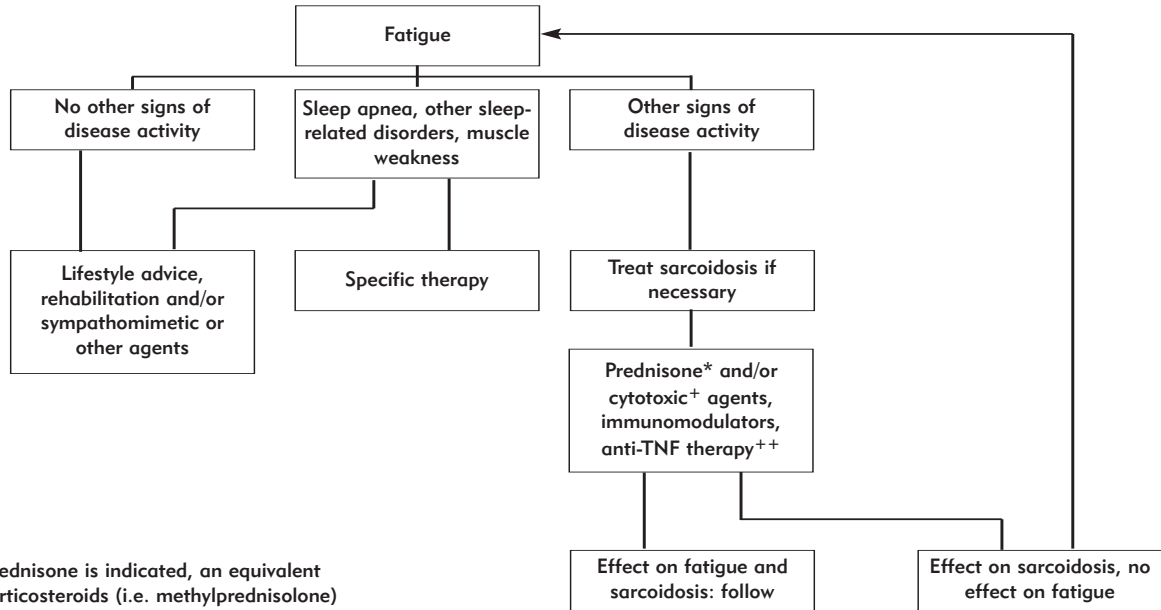 Fatigue
No other signs of
disease activity
Sleep apnea, other sleep-
related disorders, muscle
weakness
Other signs of
disease activity
Lifestyle advice,
rehabilitation and/or
sympathomimetic or
other agents
Specific therapy
Treat sarcoidosis if
necessary
Prednisone* and/or
cytotoxic+ agents,
immunomodulators,
anti-TNF therapy++
Effect on fatigue and
sarcoidosis: follow
Effect on sarcoidosis, no
effect on fatigue
is indicated, an equivalent
(i.e. methylprednisolone)